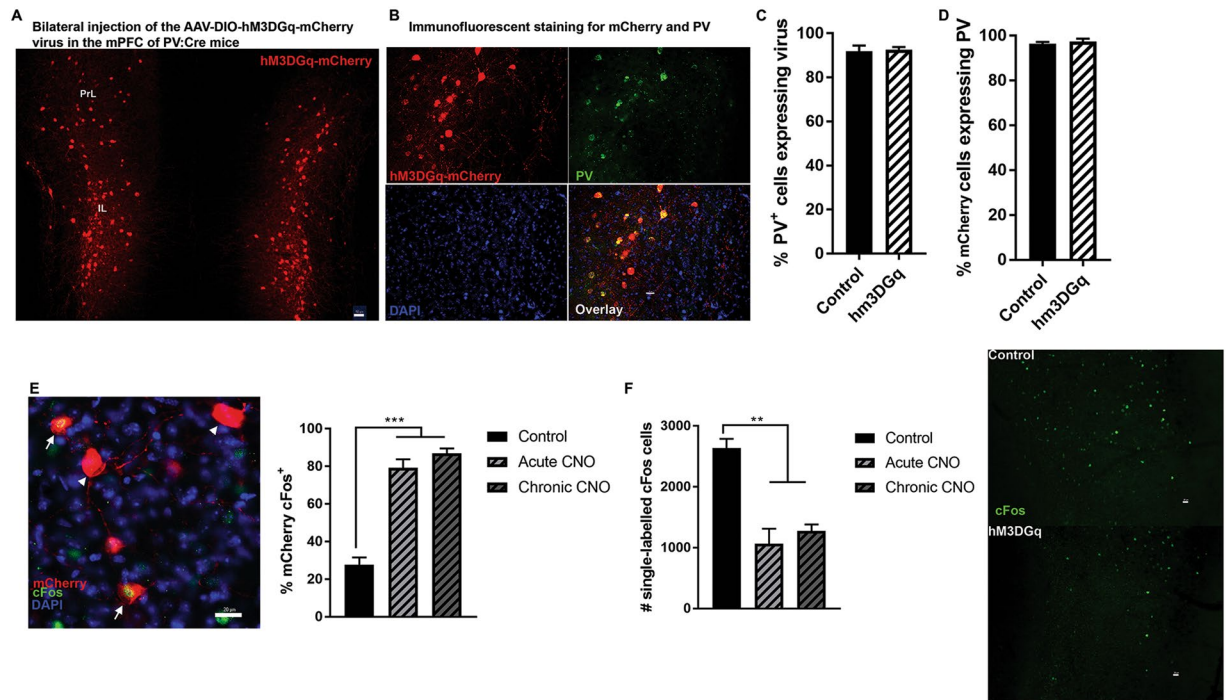 A
Bilateral injection of the AAV-DIO-hM3DGq-mCherry
virus in the mPFC of PV:Cre mice
hM3DGq-mCherry
PrL
IL
B
Immunofluorescent staining for mCherry and PV
hM3DGq-mCherry
PV
DAPI
Overlay
C
% PV+ cells expressing virus
100
80
60
40
20
0
Control
hm3DGq
D
% mCherry cells expressing PV
100
80
60
40
20
0
Control
hm3DGq
E
mCherry
cFos
DAPI
20 µm
% mCherry cFos+
100
80
60
40
20
0
***
Control
Acute CNO
Chronic CNO
F
# single-labelled cFos cells
3000
2000
1000
0
**
Control
Acute CNO
Chronic CNO
Control
cFos
hM3DGq